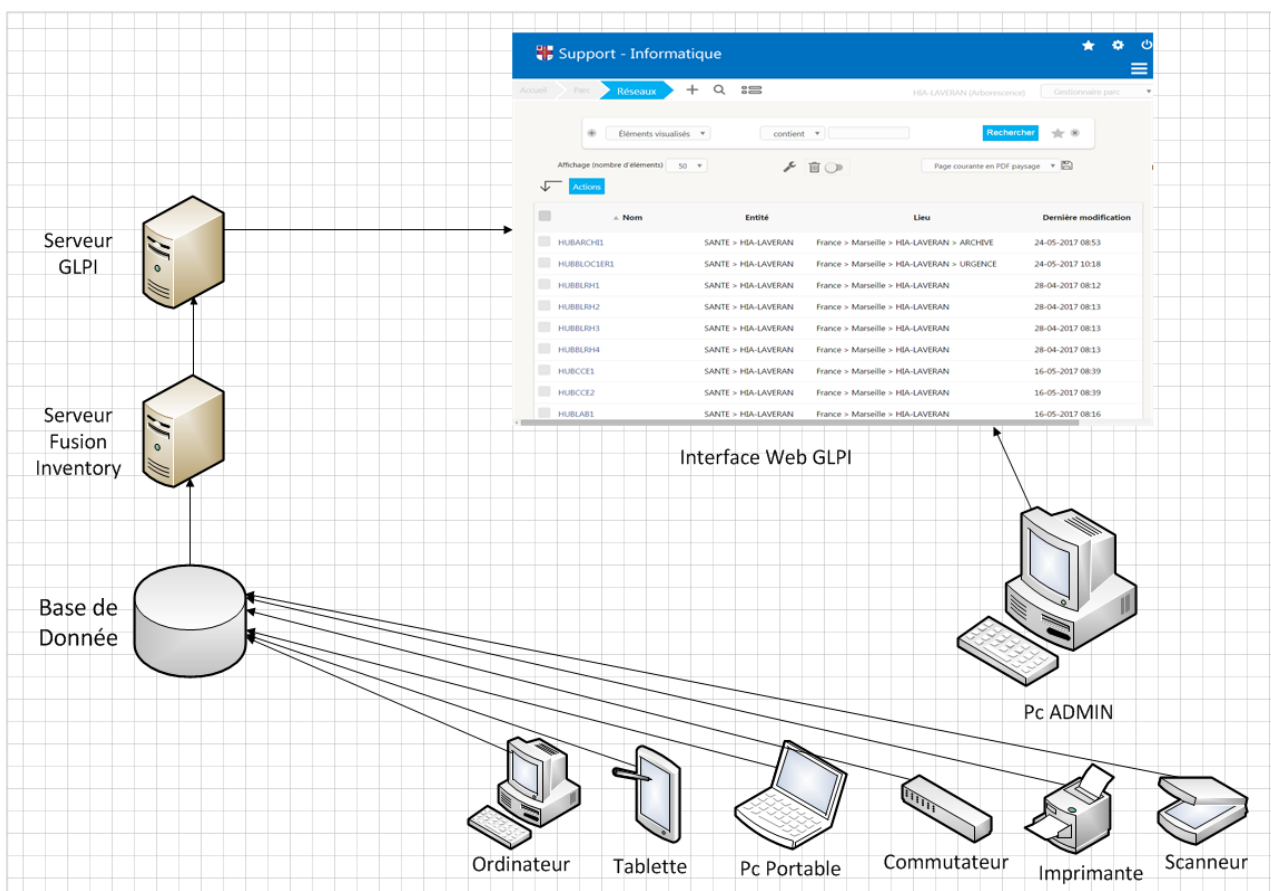 Support - Informatique
Accueil Parc Réseaux HIA-LAVERAN (Arborescence) Gestionnaire parc
Éléments visualisés contient Rechercher
Affichage (nombre d'éléments) 50 Page courante en PDF paysage
Actions
Nom Entité Lieu Dernière modification
HUBARCHI1 SANTE > HIA-LAVERAN France > Marseille > HIA-LAVERAN > ARCHIVE 24-05-2017 08:53
HUBBLOC1ER1 SANTE > HIA-LAVERAN France > Marseille > HIA-LAVERAN > URGENCE 24-05-2017 10:18
HUBBLRH1 SANTE > HIA-LAVERAN France > Marseille > HIA-LAVERAN 28-04-2017 08:12
HUBBLRH2 SANTE > HIA-LAVERAN France > Marseille > HIA-LAVERAN 28-04-2017 08:13
HUBBLRH3 SANTE > HIA-LAVERAN France > Marseille > HIA-LAVERAN 28-04-2017 08:13
HUBBLRH4 SANTE > HIA-LAVERAN France > Marseille > HIA-LAVERAN 28-04-2017 08:13
HUBCCE1 SANTE > HIA-LAVERAN France > Marseille > HIA-LAVERAN 16-05-2017 08:39
HUBCCE2 SANTE > HIA-LAVERAN France > Marseille > HIA-LAVERAN 16-05-2017 08:39
HUBLAB1 SANTE > HIA-LAVERAN France > Marseille > HIA-LAVERAN 16-05-2017 08:16
Interface Web GLPI
Serveur
GLPI
Serveur
Fusion
Inventory
Base de
Donnée
Pc ADMIN
Ordinateur
Tablette
Pc Portable
Commutateur
Imprimante
Scanneur